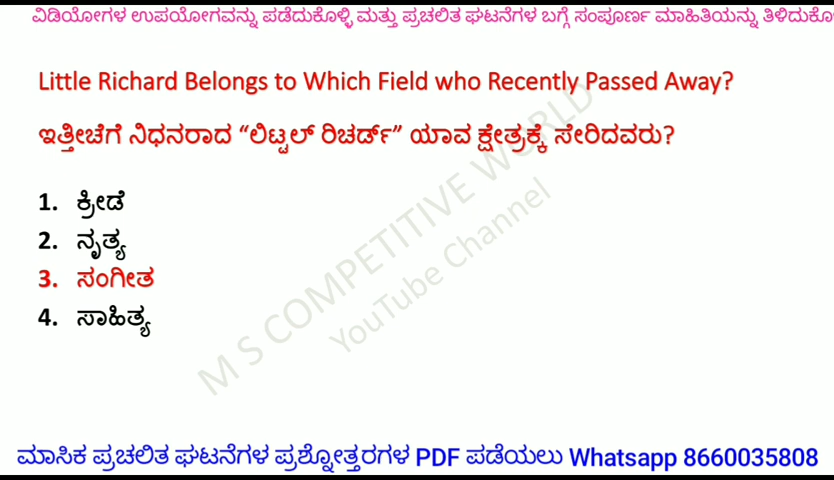 ವಿಡಿಯೋಗಳ ಉಪಯೋಗವನ್ನು ಪಡೆದುಕೊಳ್ಳಿ ಮತ್ತು ಪ್ರಚಲಿತ ಘಟನೆಗಳ ಬಗ್ಗೆ ಸಂಪೂರ್ಣ ಮಾಹಿತಿಯನ್ನು ತಿಳಿದುಕೊ
Little Richard Belongs to Which Field who Recently Passed Away?
ಇತ್ತೀಚೆಗೆ ನಿಧನರಾದ “ಲಿಟ್ಟಲ್ ರಿಚರ್ಡ್” ಯಾವ ಕ್ಷೇತ್ರಕ್ಕೆ ಸೇರಿದವರು?
1. ಕ್ರೀಡೆ
2. ನೃತ್ಯ
3. ಸಂಗೀತ
4. ಸಾಹಿತ್ಯ
M S COMPETITIVE WORLD
YouTube Channel
ಮಾಸಿಕ ಪ್ರಚಲಿತ ಘಟನೆಗಳ ಪ್ರಶ್ನೋತ್ತರಗಳ PDF ಪಡೆಯಲು Whatsapp 8660035808